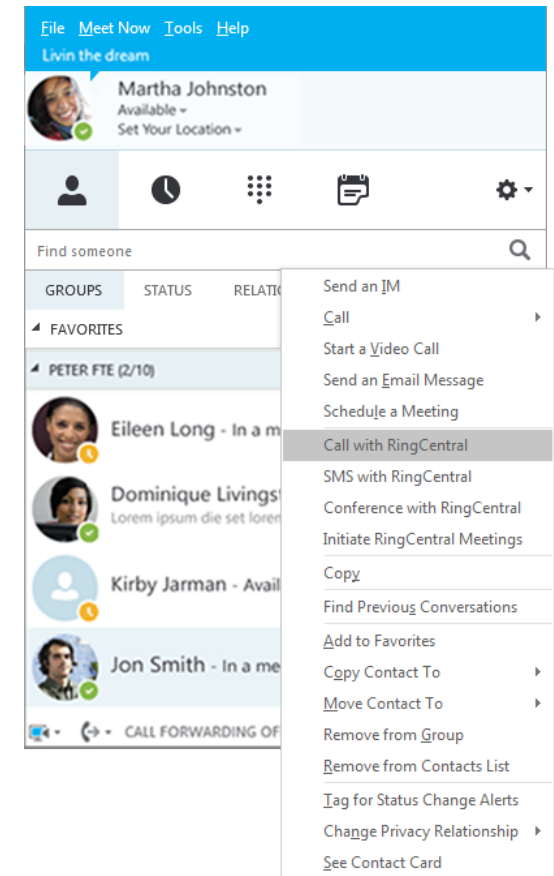 File Meet Now Tools Help
Livin the dream
Martha Johnston
Available
Set Your Location
Find someone
GROUPS STATUS RELATIO
FAVORITES
PETER FTE (2/10)
Eileen Long - In a m
Dominique Livings
Lorem ipsum die set lorem
Kirby Jarman - Avail
Jon Smith - In a me
CALL FORWARDING OF
Send an IM
Call
Start a Video Call
Send an Email Message
Schedule a Meeting
Call with RingCentral
SMS with RingCentral
Conference with RingCentral
Initiate RingCentral Meetings
Copy
Find Previous Conversations
Add to Favorites
Copy Contact To
Move Contact To
Remove from Group
Remove from Contacts List
Tag for Status Change Alerts
Change Privacy Relationship
See Contact Card